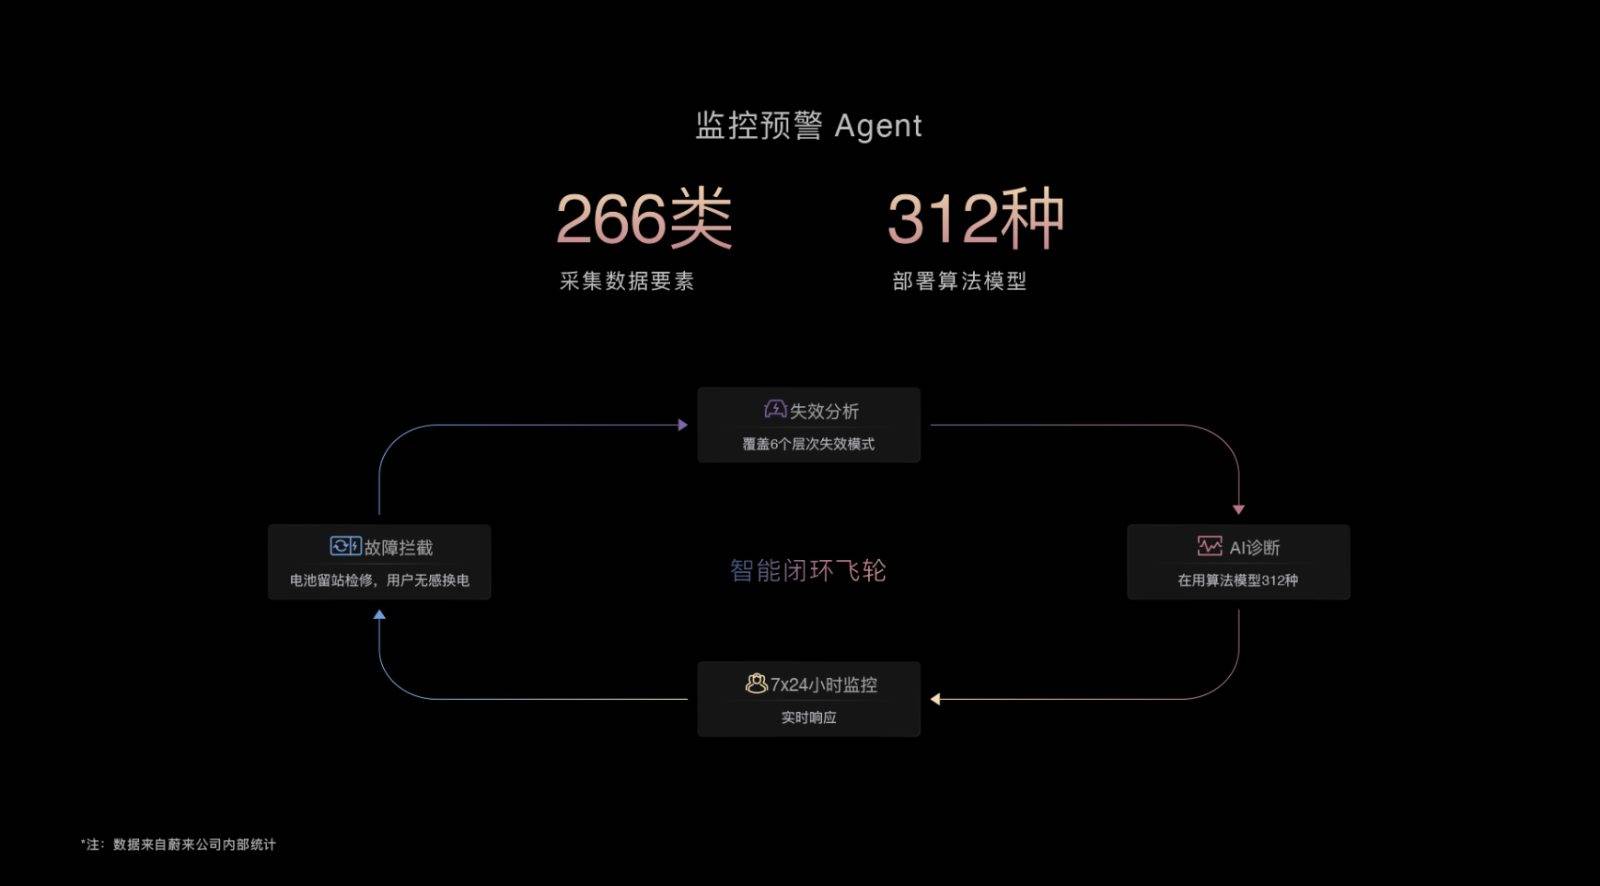 监控预警 Agent
266类
312种
采集数据要素
部署算法模型
失效分析
覆盖6个层次失效模式
故障拦截
电池留站检修，用户无感换电
智能闭环飞轮
AI诊断
在用算法模型312种
7x24小时监控
实时响应
*注：数据来自蔚来公司内部统计